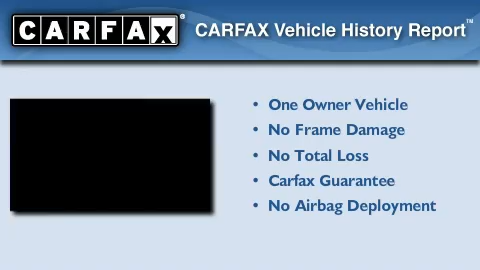 CARFAX® CARFAX Vehicle History Report™
• One Owner Vehicle
• No Frame Damage
• No Total Loss
• Carfax Guarantee
• No Airbag Deployment